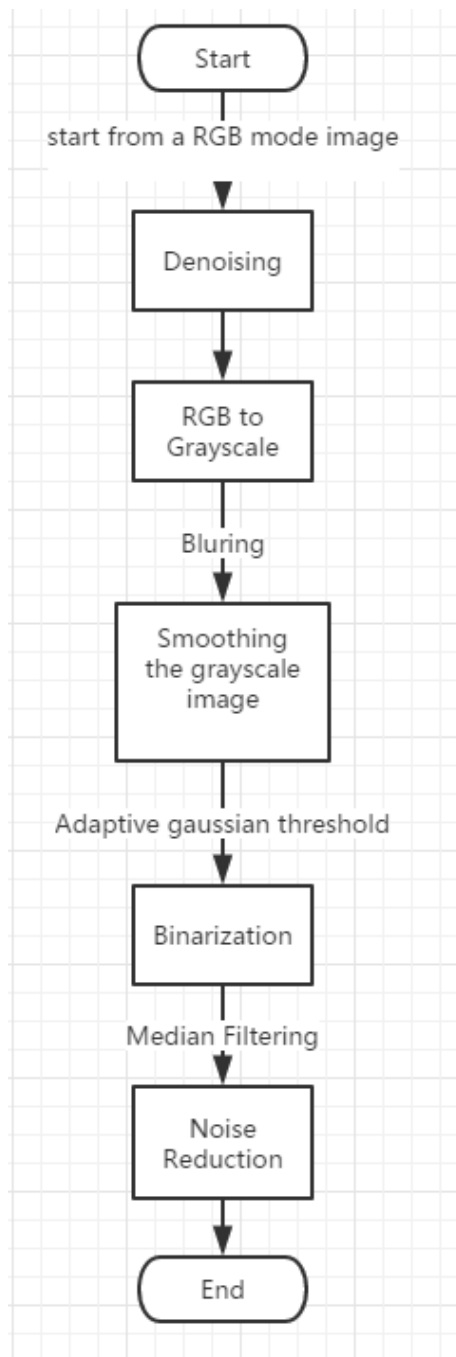 Start
start from a RGB mode image
Denoising
RGB to
Grayscale
Bluring
Smoothing
the grayscale
image
Adaptive gaussian threshold
Binarization
Median Filtering
Noise
Reduction
End